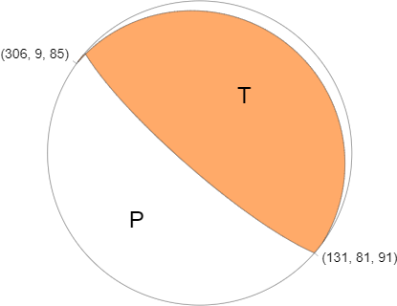 (306, 9, 85)
T
P
(131, 81, 91)